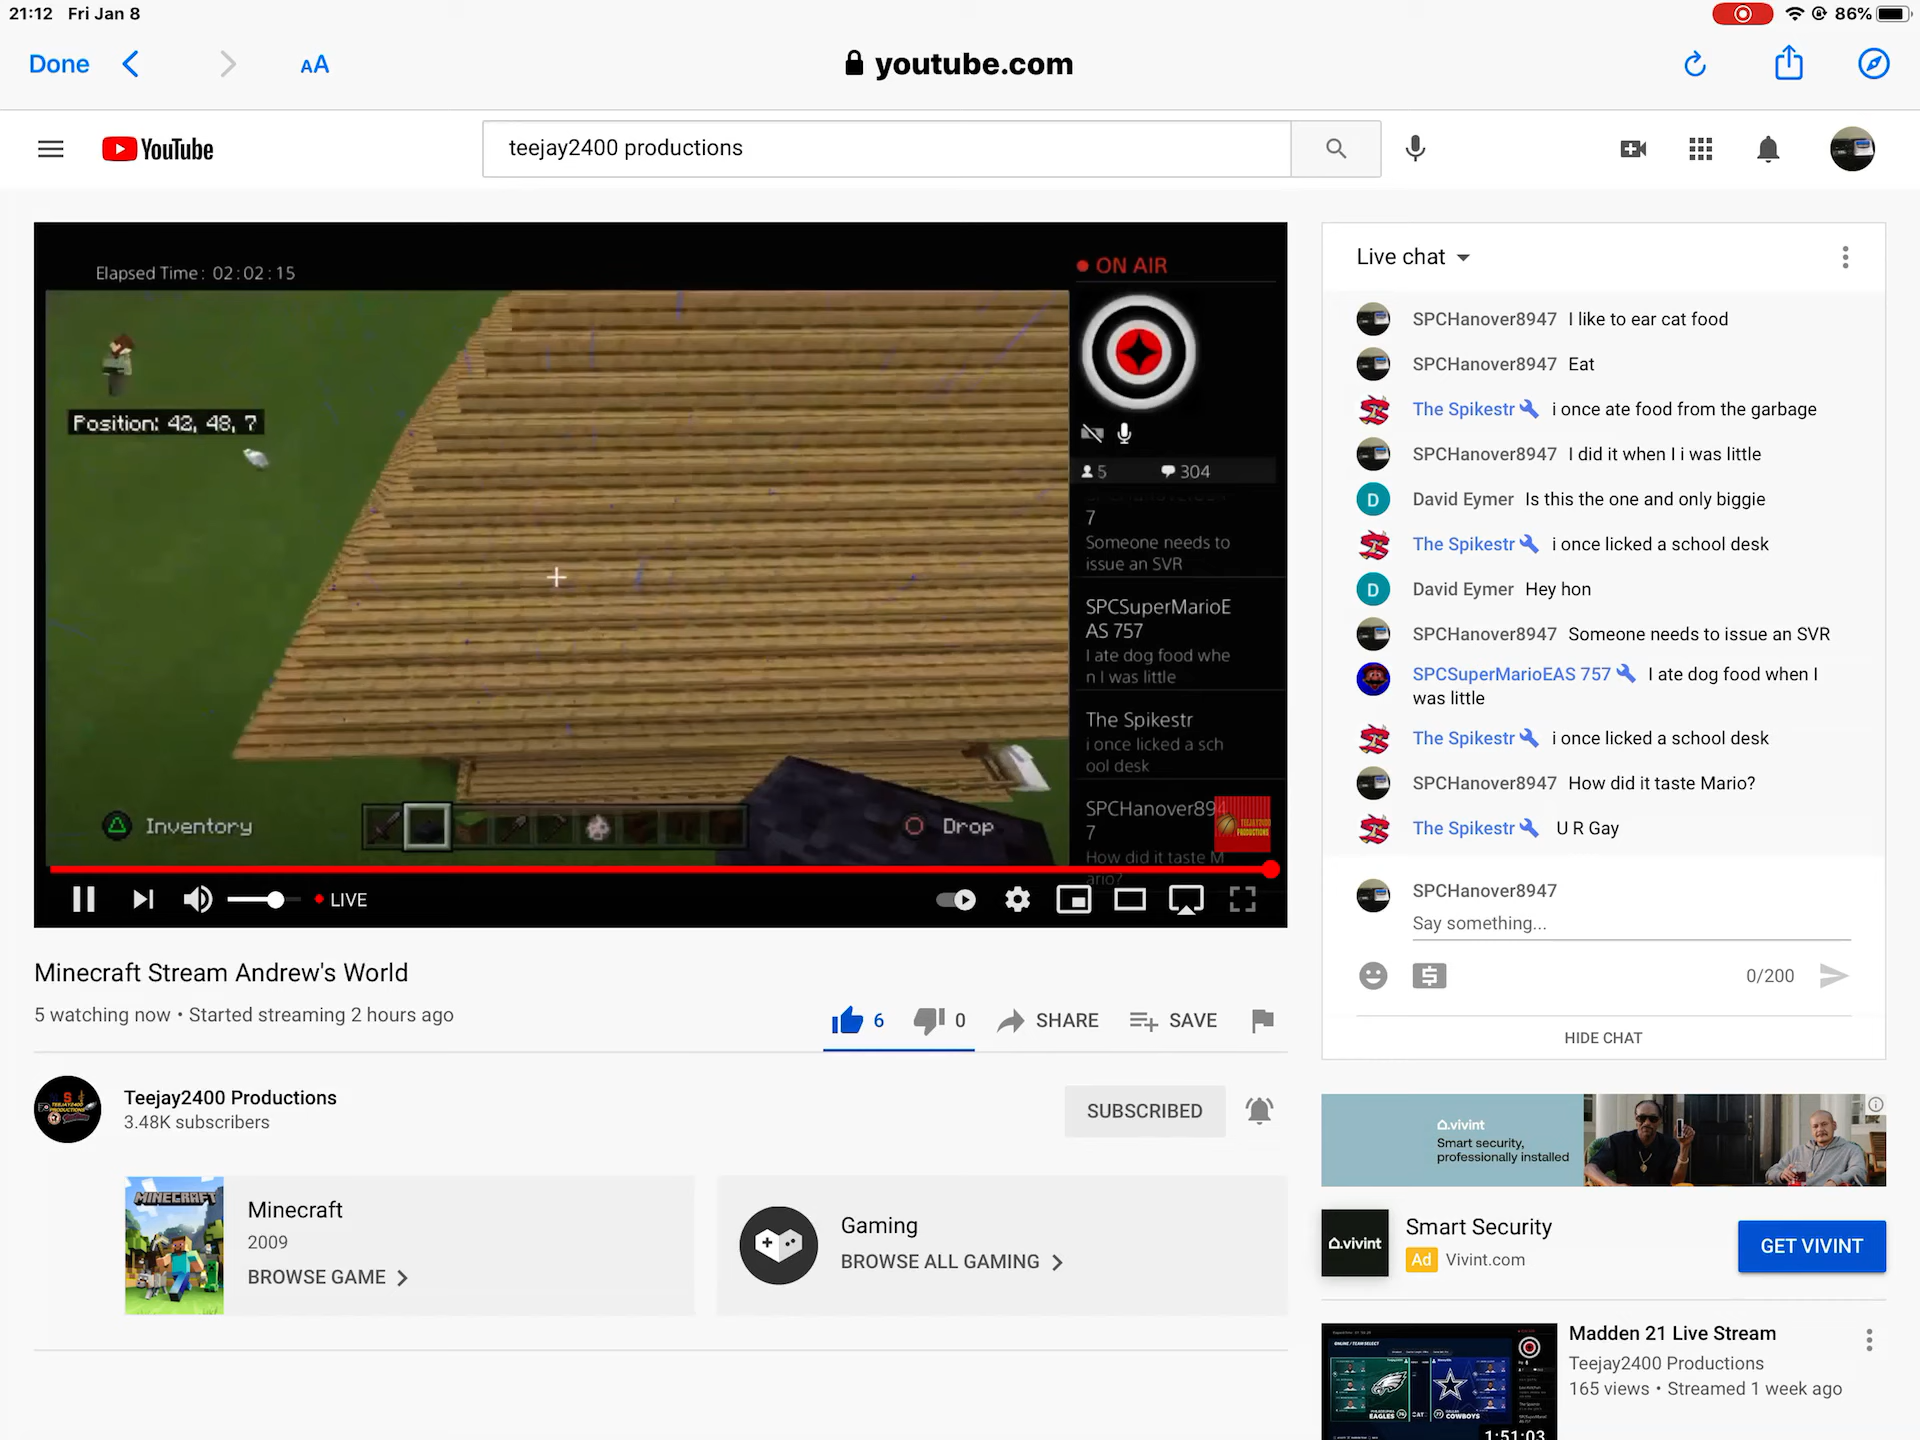 21:12 Fri Jan 8
86%
Done
AA
youtube.com
YouTube
teejay2400 productions
Elapsed Time: 02:02:15
ON AIR
Position: 42, 48, 7
5
304
7
Someone needs to
issue an SVR
SPCSuperMarioE
AS 757
I ate dog food whe
n I was little
The Spikestr
i once licked a sch
ool desk
SPCHanover894
7
How did it taste M
ario?
TEEJAY2400
PRODUCTIONS
Inventory
Drop
LIVE
Live chat
SPCHanover8947 I like to ear cat food
SPCHanover8947 Eat
The Spikestr i once ate food from the garbage
SPCHanover8947 I did it when I i was little
D David Eymer Is this the one and only biggie
The Spikestr i once licked a school desk
D David Eymer Hey hon
SPCHanover8947 Someone needs to issue an SVR
SPCSuperMarioEAS 757 I ate dog food when I
was little
The Spikestr i once licked a school desk
SPCHanover8947 How did it taste Mario?
The Spikestr U R Gay
SPCHanover8947
Say something...
0/200
HIDE CHAT
Minecraft Stream Andrew's World
5 watching now • Started streaming 2 hours ago
6
0
SHARE
SAVE
Teejay2400 Productions
3.48K subscribers
SUBSCRIBED
MINECRAFT
Minecraft
2009
BROWSE GAME
Gaming
BROWSE ALL GAMING
vivint
Smart security,
professionally installed
vivint
Smart Security
Ad Vivint.com
GET VIVINT
Madden 21 Live Stream
Teejay2400 Productions
165 views • Streamed 1 week ago
EAGLES
COWBOYS
1:51:03